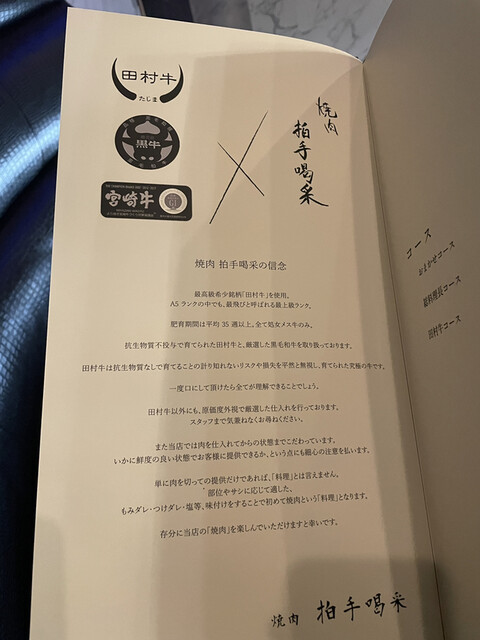 田村牛
たじま
黒牛
宮崎牛
焼肉
拍手喝采
焼肉 拍手喝采の信念
最高級希少銘柄「田村牛」を使用。
A5ランクの中でも、最飛びと呼ばれる最上級ランク。
肥育期間は平均35週以上。全て処女メス牛のみ。
抗生物質不投与で育てられた田村牛と、厳選した黒毛和牛を取り扱っております。
田村牛は抗生物質なしで育てることの計り知れないリスクや損失を平然と無視し、育てられた究極の牛です。
一度口にして頂けたら全てが理解できることでしょう。
田村牛以外にも、原価度外視で厳選した仕入れを行っております。
スタッフまで気兼ねなくお尋ねください。
また当店では肉を仕入れてからの状態までこだわっています。
いかに鮮度の良い状態でお客様に提供できるか、という点にも細心の注意を払います。
単に肉を切っての提供だけであれば、「料理」とは言えません。
部位やサシに応じて適した、
もみダレ・つけダレ・塩等、味付けをすることで初めて焼肉という「料理」となります。
存分に当店の「焼肉」を楽しんでいただけますと幸いです。
焼肉 拍手喝采
コース
おまかせコース
総料理長コース
田村牛コース